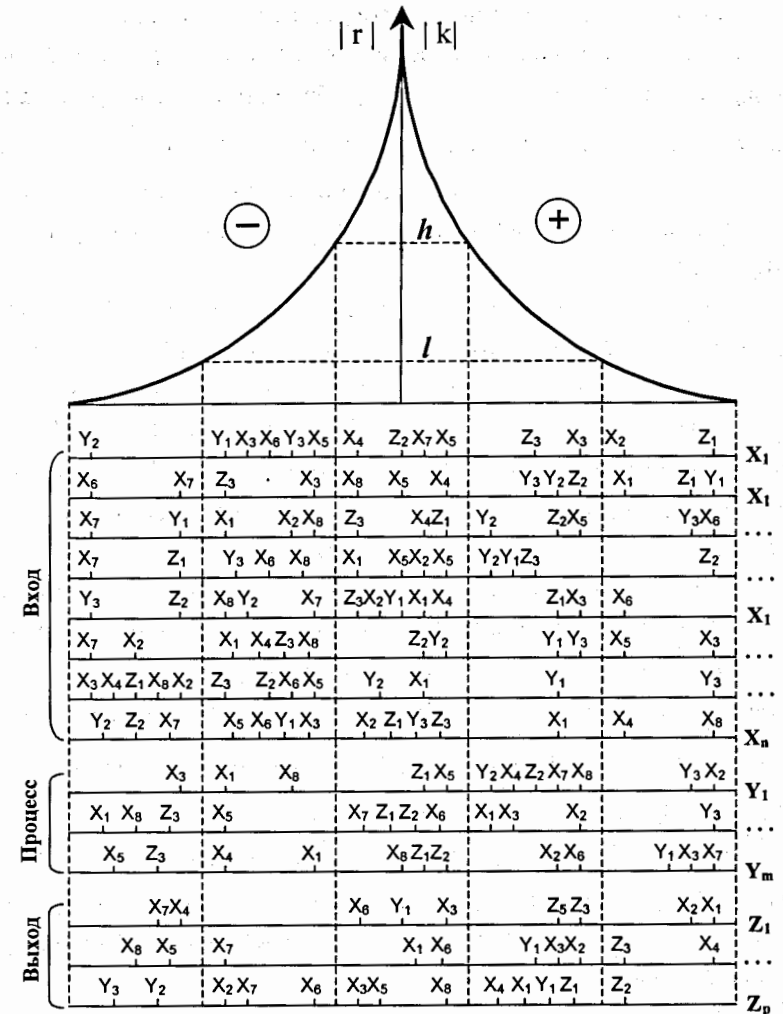 | r | | k |
− +
h
l
Вход
Y₂ Y₁ X₃ X₆ Y₃ X₅ X₄ Z₂ X₇ X₅ Z₃ X₃ X₂ Z₁ X₁
X₆ X₇ Z₃ X₃ X₈ X₅ X₄ Y₃ Y₂ Z₂ X₁ Z₁ Y₁ X₁
X₇ Y₁ X₁ X₂ X₈ Z₃ X₄ Z₁ Y₂ Z₂ X₅ Y₃ X₆ ...
X₇ Z₁ Y₃ X₆ X₈ X₁ X₅ X₂ X₅ Y₂ Y₁ Z₃ Z₂ ...
Y₃ Z₂ X₈ Y₂ X₇ Z₃ X₂ Y₁ X₁ X₄ Z₁ X₃ X₆ X₁
X₇ X₂ X₁ X₄ Z₃ X₈ Z₂ Y₂ Y₁ Y₃ X₅ X₃ ...
X₃ X₄ Z₁ X₈ X₂ Z₃ Z₂ X₆ X₅ Y₂ X₁ Y₁ Y₃ ...
Y₂ Z₂ X₇ X₅ X₆ Y₁ X₃ X₂ Z₁ Y₃ Z₃ X₁ X₄ X₈ Xₙ
Процесс
X₃ X₁ X₈ Z₁ X₅ Y₂ X₄ Z₂ X₇ X₈ Y₃ X₂ Y₁
X₁ X₈ Z₃ X₅ X₇ Z₁ Z₂ X₆ X₁ X₃ X₂ Y₃ ...
X₅ Z₃ X₄ X₁ X₈ Z₁ Z₂ X₂ X₆ Y₁ X₃ X₇ Yₘ
Выход
X₇ X₄ X₆ Y₁ X₃ Z₅ Z₃ X₂ X₁ Z₁
X₈ X₅ X₇ X₁ X₆ Y₁ X₃ X₂ Z₃ X₄ ...
Y₃ Y₂ X₂ X₇ X₆ X₃ X₅ X₈ X₄ X₁ Y₁ Z₁ Z₂ Zₚ